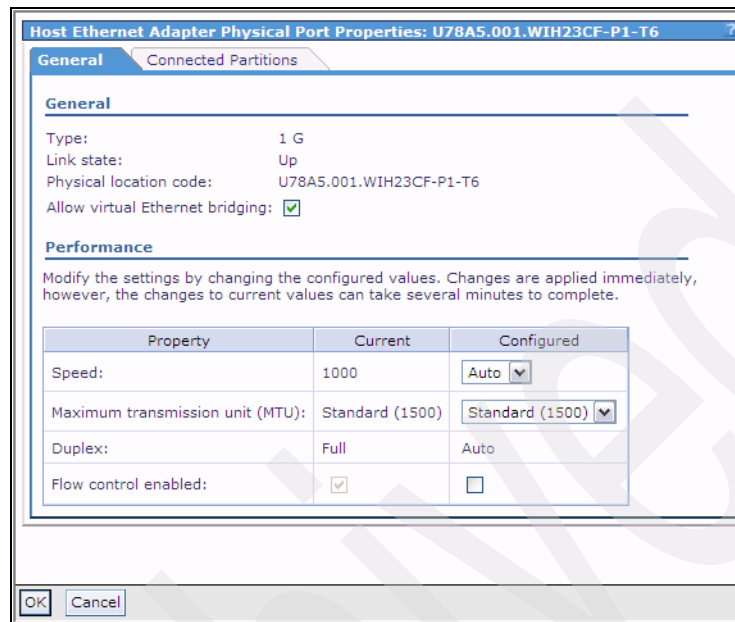 Host Ethernet Adapter Physical Port Properties: U78A5.001.WIH23CF-P1-T6 ?
General Connected Partitions
General
Type: 1 G
Link state: Up
Physical location code: U78A5.001.WIH23CF-P1-T6
Allow virtual Ethernet bridging:
Performance
Modify the settings by changing the configured values. Changes are applied immediately,
however, the changes to current values can take several minutes to complete.
Property Current Configured
Speed: 1000 Auto
Maximum transmission unit (MTU): Standard (1500) Standard (1500)
Duplex: Full Auto
Flow control enabled:
OK Cancel